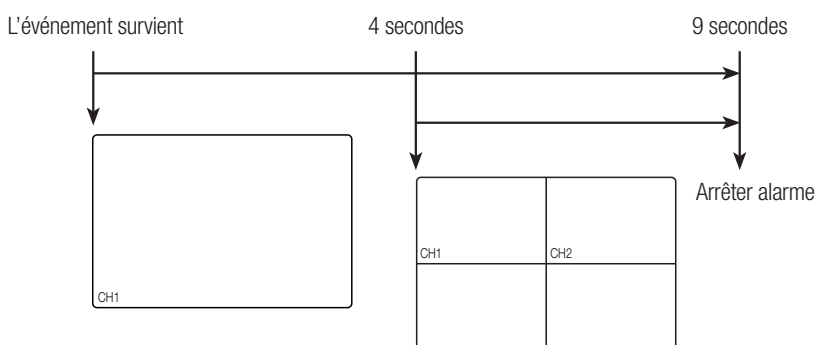 L'événement survient
4 secondes
9 secondes
Arrêter alarme
CH1
CH2
CH1